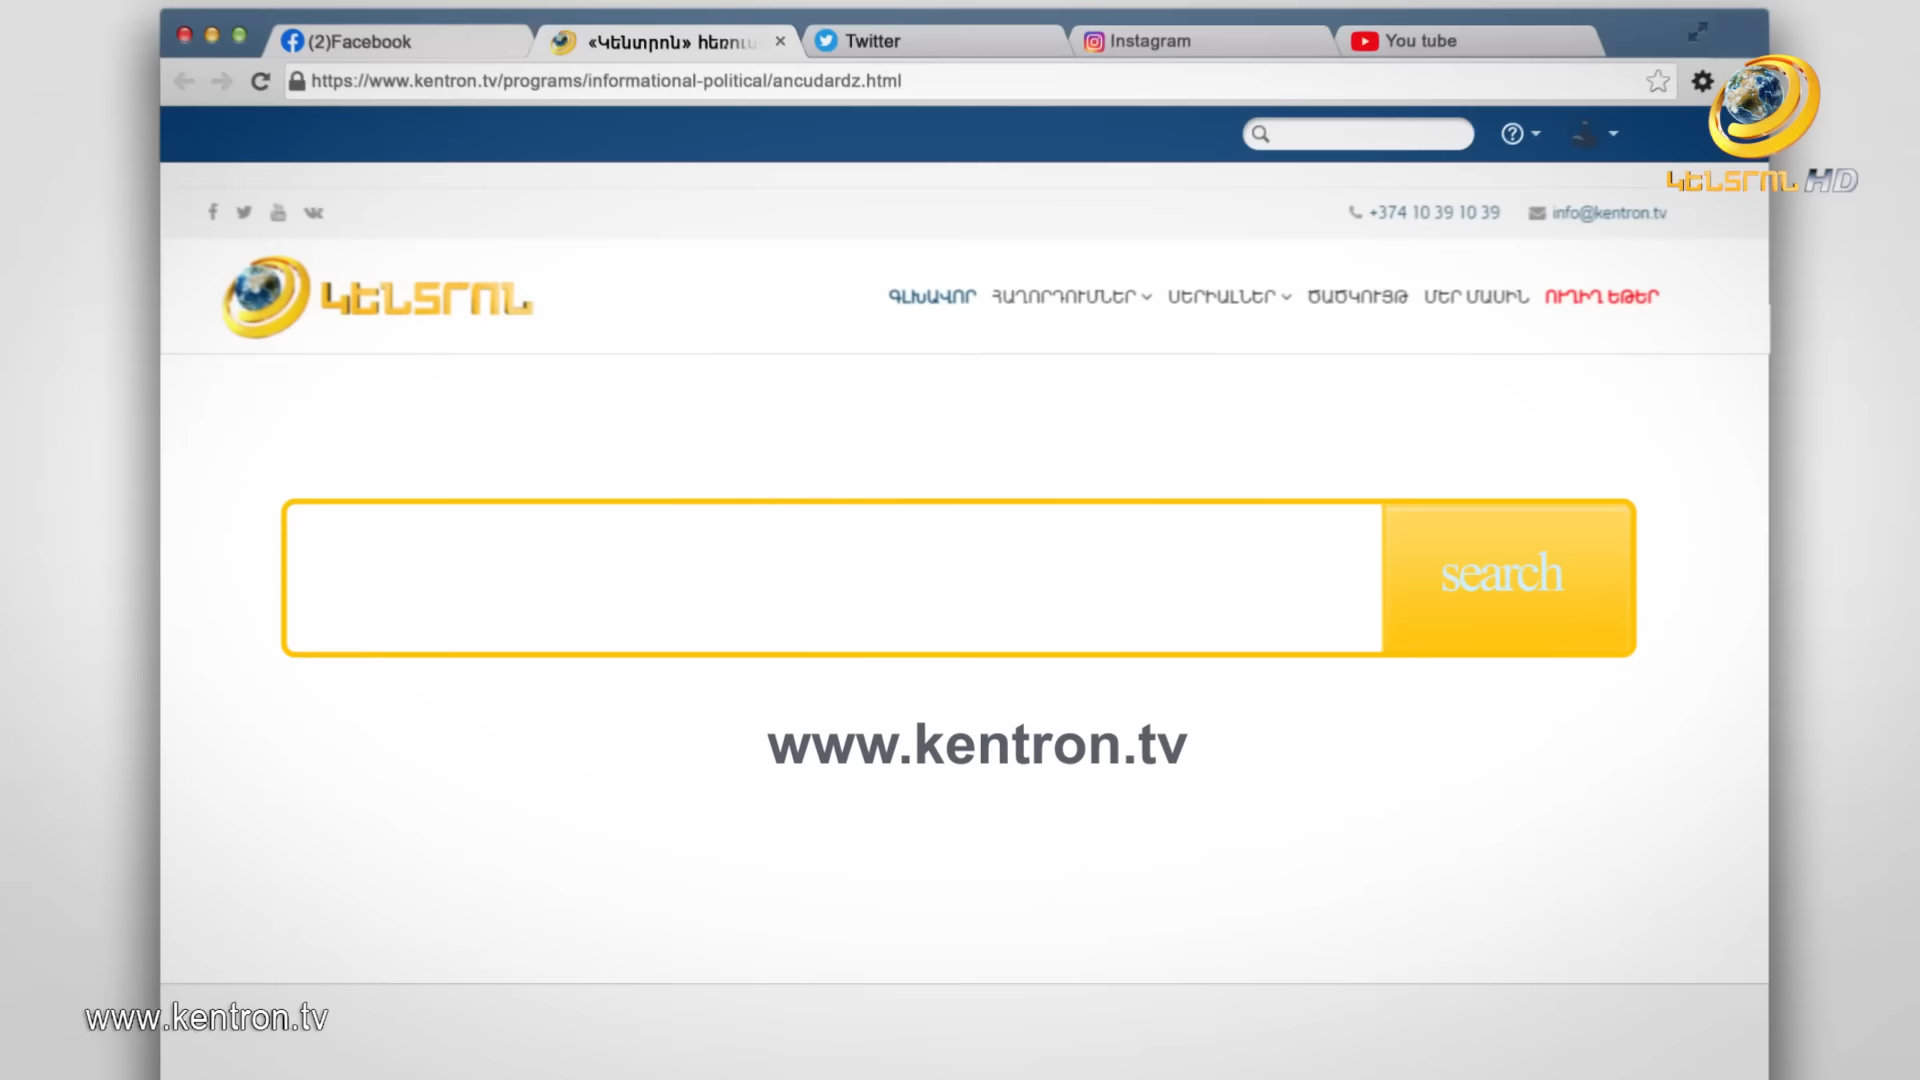 (2)Facebook
«Կենտրոն» հեռու
Twitter
Instagram
You tube
https://www.kentron.tv/programs/informational-political/ancudardz.html
ԿԵՆՏՐՈՆ HD
+374 10 39 10 39
info@kentron.tv
ԿԵՆՏՐՈՆ
ԳԼԽԱՎՈՐ
ՀԱՂՈՐԴՈՒՄՆԵՐ
ՍԵՐԻԱԼՆԵՐ
ԾԱԾԿՈՒՅԹ
ՄԵՐ ՄԱՍԻՆ
ՈՒՂԻՂ ԵԹԵՐ
search
www.kentron.tv
www.kentron.tv